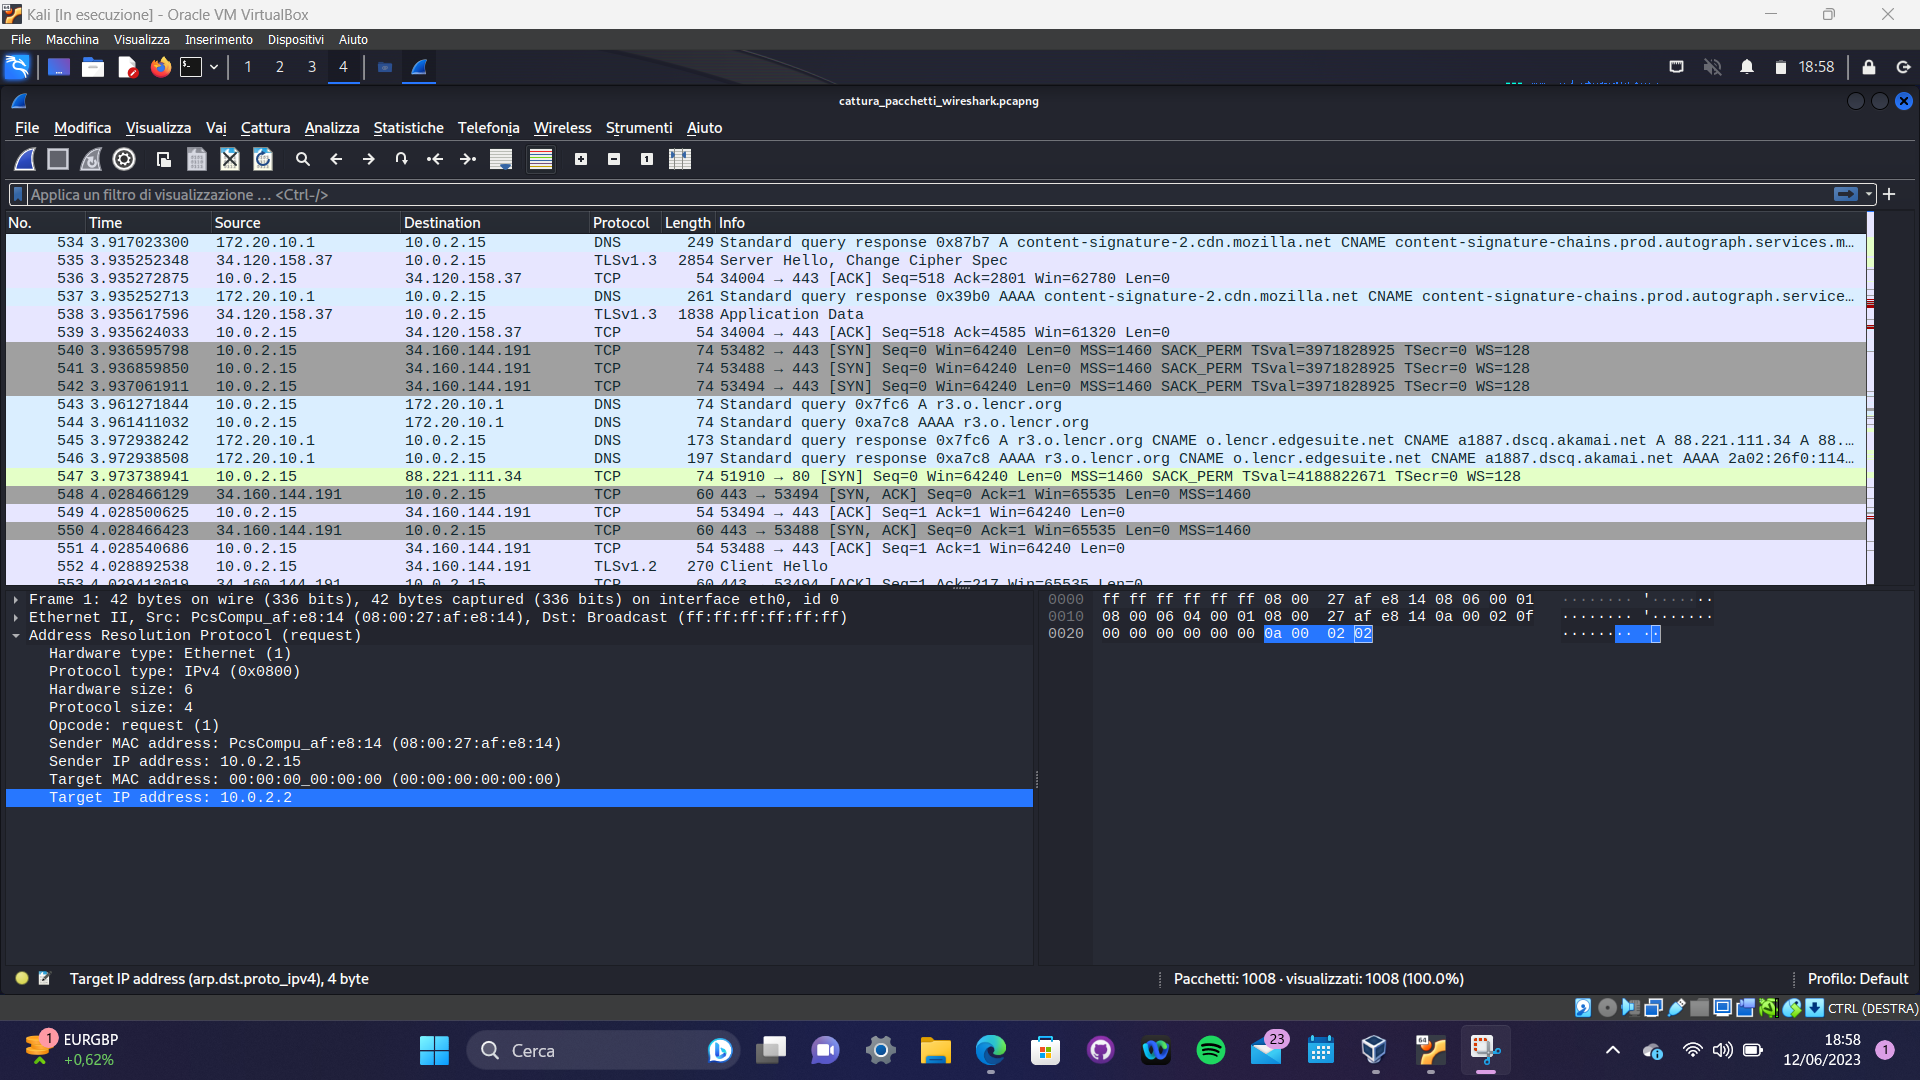 Kali [In esecuzione] - Oracle VM VirtualBox
File Macchina Visualizza Inserimento Dispositivi Aiuto
1 2 3 4 18:58
cattura_pacchetti_wireshark.pcapng
File Modifica Visualizza Vai Cattura Analizza Statistiche Telefonia Wireless Strumenti Aiuto
Applica un filtro di visualizzazione ... <Ctrl-/>
No. Time Source Destination Protocol Length Info
534 3.917023300 172.20.10.1 10.0.2.15 DNS 249 Standard query response 0x87b7 A content-signature-2.cdn.mozilla.net CNAME content-signature-chains.prod.autograph.services.m...
535 3.935252348 34.120.158.37 10.0.2.15 TLSv1.3 2854 Server Hello, Change Cipher Spec
536 3.935272875 10.0.2.15 34.120.158.37 TCP 54 34004 → 443 [ACK] Seq=518 Ack=2801 Win=62780 Len=0
537 3.935252713 172.20.10.1 10.0.2.15 DNS 261 Standard query response 0x39b0 AAAA content-signature-2.cdn.mozilla.net CNAME content-signature-chains.prod.autograph.service...
538 3.935617596 34.120.158.37 10.0.2.15 TLSv1.3 1838 Application Data
539 3.935624033 10.0.2.15 34.120.158.37 TCP 54 34004 → 443 [ACK] Seq=518 Ack=4585 Win=61320 Len=0
540 3.936595798 10.0.2.15 34.160.144.191 TCP 74 53482 → 443 [SYN] Seq=0 Win=64240 Len=0 MSS=1460 SACK_PERM TSval=3971828925 TSecr=0 WS=128
541 3.936859850 10.0.2.15 34.160.144.191 TCP 74 53488 → 443 [SYN] Seq=0 Win=64240 Len=0 MSS=1460 SACK_PERM TSval=3971828925 TSecr=0 WS=128
542 3.937061911 10.0.2.15 34.160.144.191 TCP 74 53494 → 443 [SYN] Seq=0 Win=64240 Len=0 MSS=1460 SACK_PERM TSval=3971828925 TSecr=0 WS=128
543 3.961271844 10.0.2.15 172.20.10.1 DNS 74 Standard query 0x7fc6 A r3.o.lencr.org
544 3.961411032 10.0.2.15 172.20.10.1 DNS 74 Standard query 0xa7c8 AAAA r3.o.lencr.org
545 3.972938242 172.20.10.1 10.0.2.15 DNS 173 Standard query response 0x7fc6 A r3.o.lencr.org CNAME o.lencr.edgesuite.net CNAME a1887.dscq.akamai.net A 88.221.111.34 A 88....
546 3.972938508 172.20.10.1 10.0.2.15 DNS 197 Standard query response 0xa7c8 AAAA r3.o.lencr.org CNAME o.lencr.edgesuite.net CNAME a1887.dscq.akamai.net AAAA 2a02:26f0:114...
547 3.973738941 10.0.2.15 88.221.111.34 TCP 74 51910 → 80 [SYN] Seq=0 Win=64240 Len=0 MSS=1460 SACK_PERM TSval=4188822671 TSecr=0 WS=128
548 4.028466129 34.160.144.191 10.0.2.15 TCP 60 443 → 53494 [SYN, ACK] Seq=0 Ack=1 Win=65535 Len=0 MSS=1460
549 4.028500625 10.0.2.15 34.160.144.191 TCP 54 53494 → 443 [ACK] Seq=1 Ack=1 Win=64240 Len=0
550 4.028466423 34.160.144.191 10.0.2.15 TCP 60 443 → 53488 [SYN, ACK] Seq=0 Ack=1 Win=65535 Len=0 MSS=1460
551 4.028540686 10.0.2.15 34.160.144.191 TCP 54 53488 → 443 [ACK] Seq=1 Ack=1 Win=64240 Len=0
552 4.028892538 10.0.2.15 34.160.144.191 TLSv1.2 270 Client Hello
553 4.029413019 34.160.144.191 10.0.2.15 TCP 60 443 → 53494 [ACK] Seq=1 Ack=217 Win=65535 Len=0
Frame 1: 42 bytes on wire (336 bits), 42 bytes captured (336 bits) on interface eth0, id 0
Ethernet II, Src: PcsCompu_af:e8:14 (08:00:27:af:e8:14), Dst: Broadcast (ff:ff:ff:ff:ff:ff)
Address Resolution Protocol (request)
Hardware type: Ethernet (1)
Protocol type: IPv4 (0x0800)
Hardware size: 6
Protocol size: 4
Opcode: request (1)
Sender MAC address: PcsCompu_af:e8:14 (08:00:27:af:e8:14)
Sender IP address: 10.0.2.15
Target MAC address: 00:00:00_00:00:00 (00:00:00:00:00:00)
Target IP address: 10.0.2.2
0000 ff ff ff ff ff ff 08 00 27 af e8 14 08 06 00 01 ········ '·······
0010 08 00 06 04 00 01 08 00 27 af e8 14 0a 00 02 0f ········ '·······
0020 00 00 00 00 00 00 0a 00 02 02 ········ ··
Target IP address (arp.dst.proto_ipv4), 4 byte
Pacchetti: 1008 · visualizzati: 1008 (100.0%)
Profilo: Default
CTRL (DESTRA)
1 EURGBP
+0,62%
Cerca
23
64
18:58
12/06/2023
1